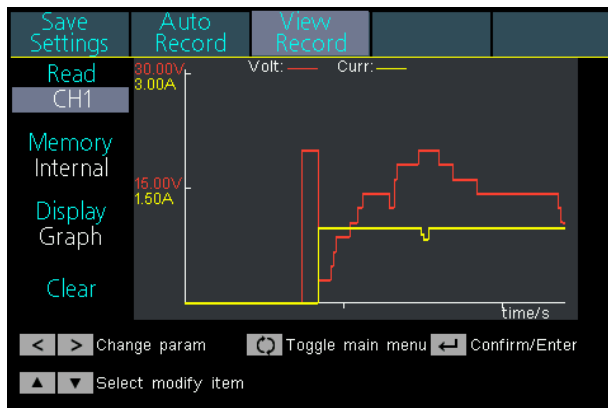 Save Settings
Auto Record
View Record
Read
CH1
Memory
Internal
Display
Graph
Clear
30.00V
3.00A
Volt:
Curr:
15.00V
1.50A
time/s
< > Change param
Toggle main menu
Confirm/Enter
▲ ▼ Select modify item